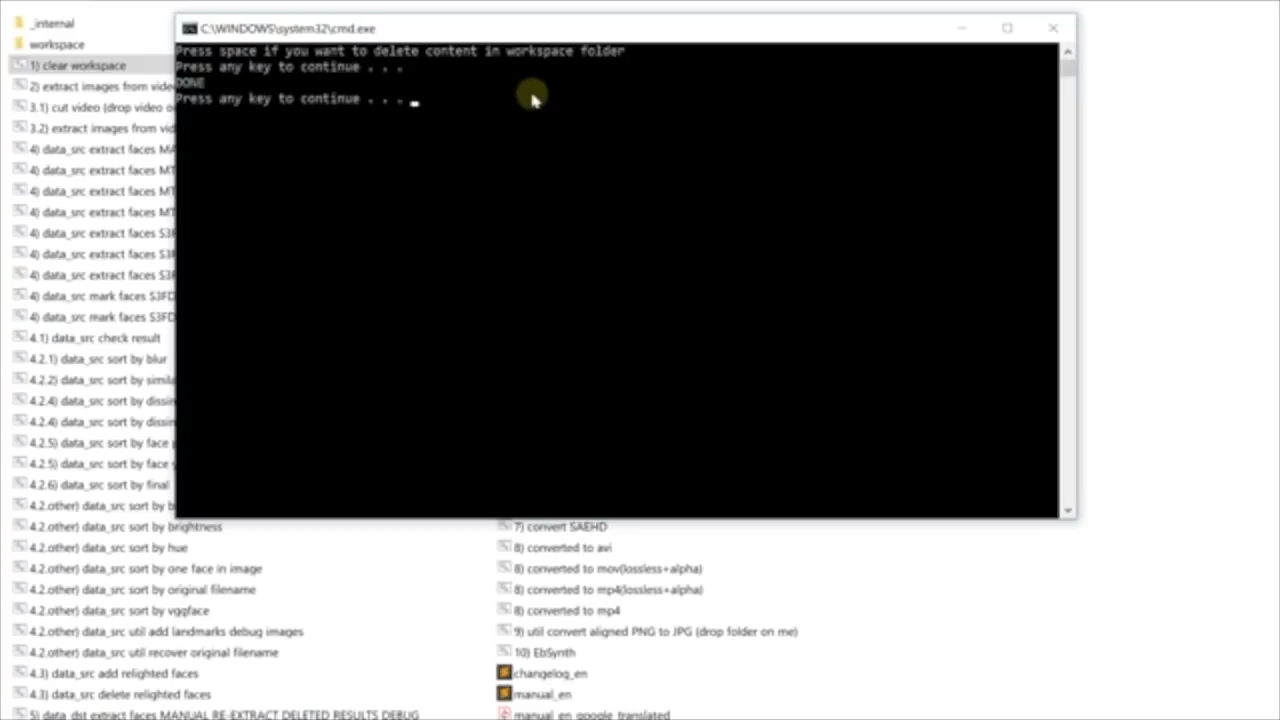 _internal
workspace
1) clear workspace
2) extract images from vide
3.1) cut video (drop video o
3.2) extract images from vid
4) data_src extract faces MA
4) data_src extract faces MT
4) data_src extract faces MT
4) data_src extract faces MT
4) data_src extract faces S3F
4) data_src extract faces S3F
4) data_src extract faces S3F
4) data_src mark faces S3FD
4) data_src mark faces S3FD
4.1) data_src check result
4.2.1) data_src sort by blur
4.2.2) data_src sort by simila
4.2.4) data_src sort by dissin
4.2.4) data_src sort by dissin
4.2.5) data_src sort by face
4.2.5) data_src sort by face
4.2.6) data_src sort by final
4.2.other) data_src sort by b
4.2.other) data_src sort by brightness
4.2.other) data_src sort by hue
4.2.other) data_src sort by one face in image
4.2.other) data_src sort by original filename
4.2.other) data_src sort by vggface
4.2.other) data_src util add landmarks debug images
4.2.other) data_src util recover original filename
4.3) data_src add relighted faces
4.3) data_src delete relighted faces
5) data_dst extract faces MANUAL RE-EXTRACT DELETED RESULTS DEBUG
C:\WINDOWS\system32\cmd.exe
Press space if you want to delete content in workspace folder
Press any key to continue . . .
DONE
Press any key to continue . . .
7) convert SAEHD
8) converted to avi
8) converted to mov(lossless+alpha)
8) converted to mp4(lossless+alpha)
8) converted to mp4
9) util convert aligned PNG to JPG (drop folder on me)
10) EbSynth
changelog_en
manual_en
manual_en_google_translated